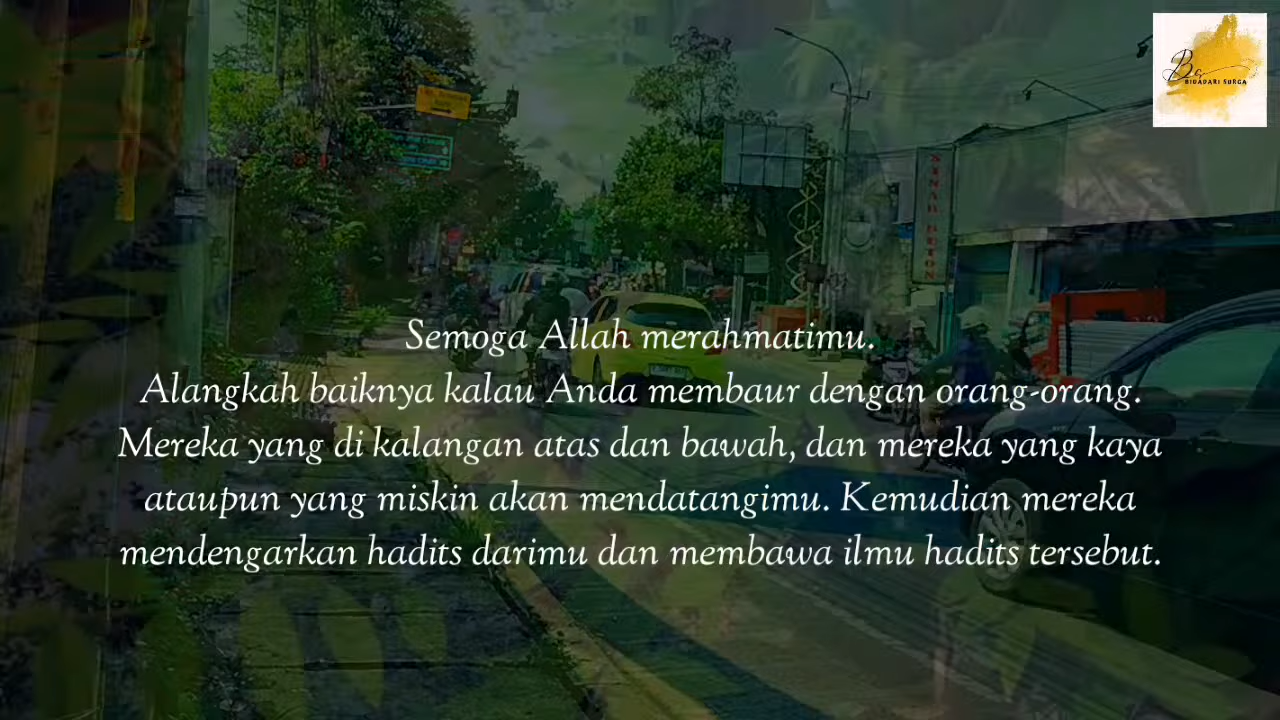 BIDADARI SURGA
SINAR BUTON
Semoga Allah merahmatimu.
Alangkah baiknya kalau Anda membaur dengan orang-orang.
Mereka yang di kalangan atas dan bawah, dan mereka yang kaya
ataupun yang miskin akan mendatangimu. Kemudian mereka
mendengarkan hadits darimu dan membawa ilmu hadits tersebut.